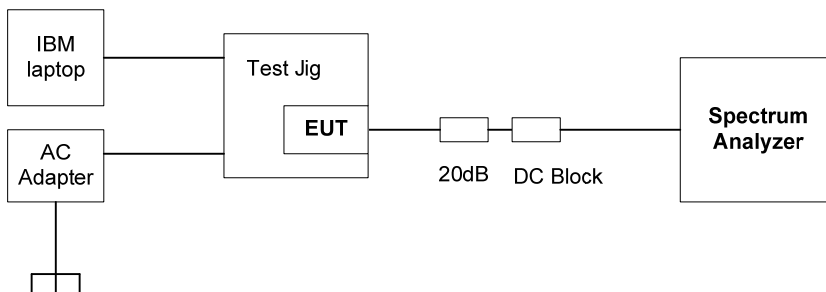 IBM
laptop
Test Jig
EUT
AC
Adapter
20dB
DC Block
Spectrum
Analyzer